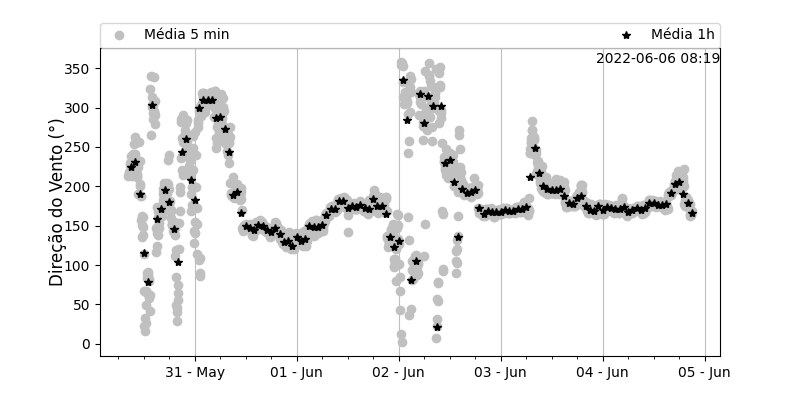 Média 5 min
Média 1h
2022-06-06 08:19
Direção do Vento (°)
350
300
250
200
150
100
50
0
31 - May
01 - Jun
02 - Jun
03 - Jun
04 - Jun
05 - Jun